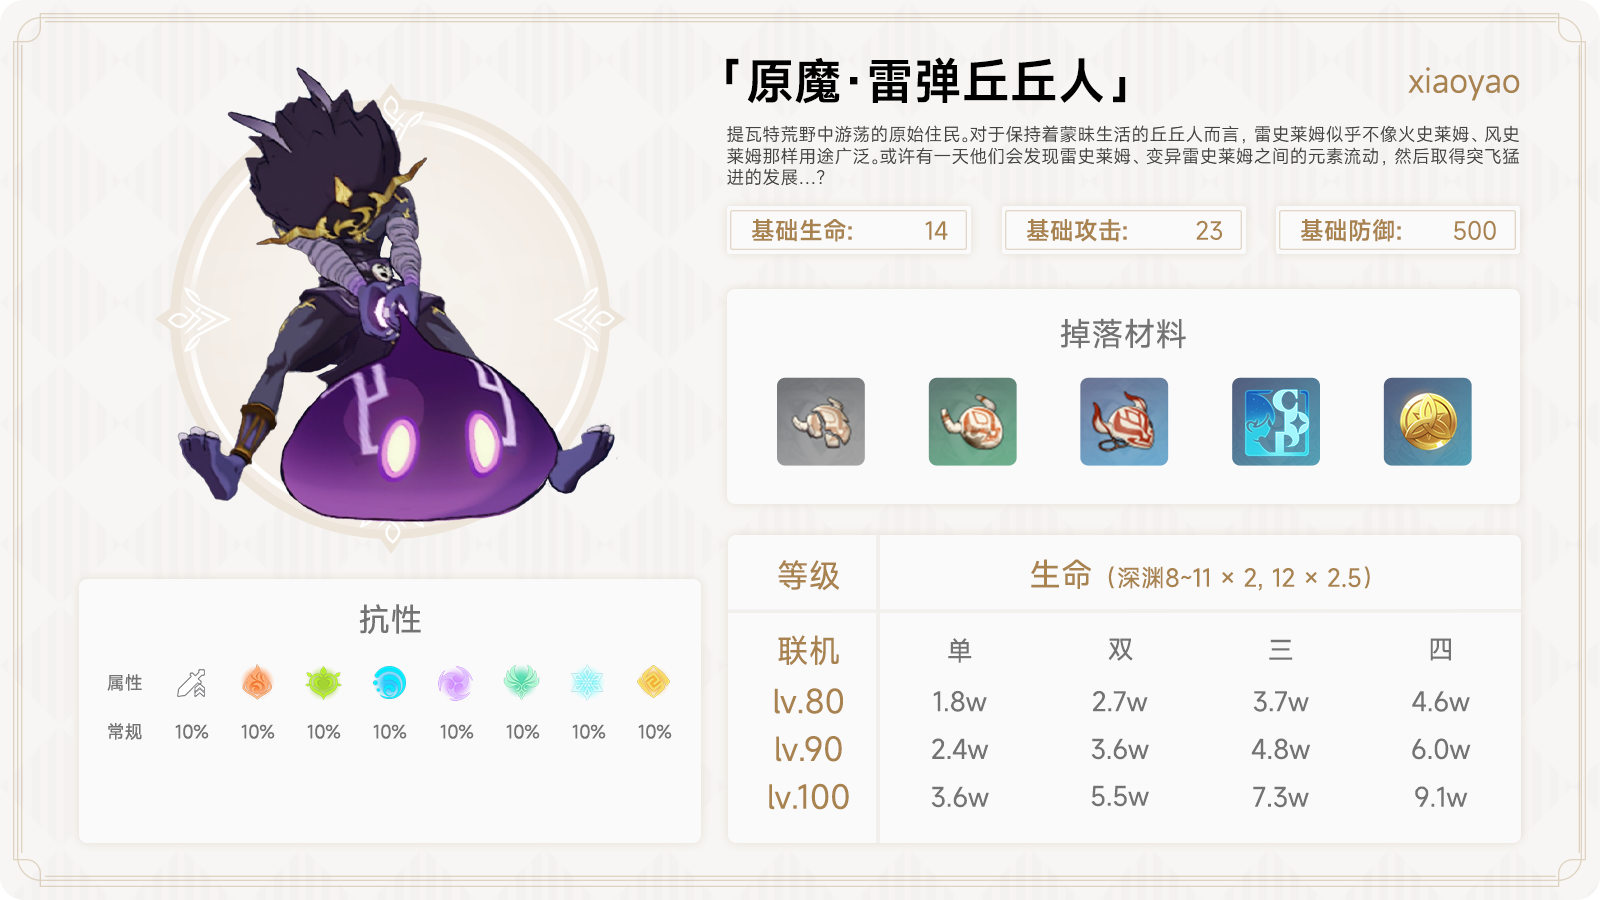 「原魔·雷弹丘丘人」
xiaoyao
提瓦特荒野中游荡的原始住民。对于保持着蒙昧生活的丘丘人而言，雷史莱姆似乎不像火史莱姆、风史
莱姆那样用途广泛。或许有一天他们会发现雷史莱姆、变异雷史莱姆之间的元素流动，然后取得突飞猛
进的发展...？
基础生命: 14
基础攻击: 23
基础防御: 500
掉落材料
抗性
属性
常规 10% 10% 10% 10% 10% 10% 10% 10%
等级 生命（深渊8~11 × 2, 12 × 2.5）
联机 单 双 三 四
lv.80 1.8w 2.7w 3.7w 4.6w
lv.90 2.4w 3.6w 4.8w 6.0w
lv.100 3.6w 5.5w 7.3w 9.1w